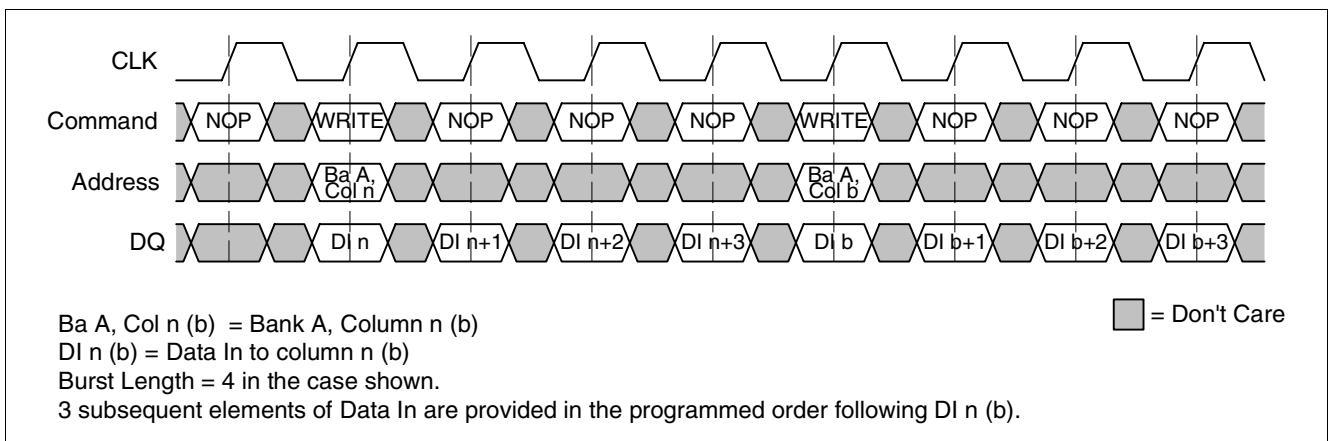 CLK
Command NOP WRITE NOP NOP NOP WRITE NOP NOP NOP
Address Ba A, Col n Ba A, Col b
DQ DI n DI n+1 DI n+2 DI n+3 DI b DI b+1 DI b+2 DI b+3
Ba A, Col n (b) = Bank A, Column n (b)
= Don't Care
DI n (b) = Data In to column n (b)
Burst Length = 4 in the case shown.
3 subsequent elements of Data In are provided in the programmed order following DI n (b).